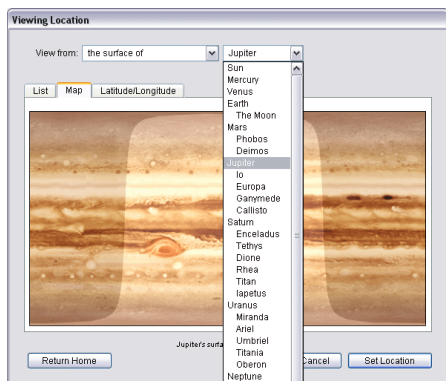 Viewing Location
View from: the surface of Jupiter
Sun
Mercury
Venus
Earth
The Moon
Mars
Phobos
Deimos
Jupiter
Io
Europa
Ganymede
Callisto
Saturn
Enceladus
Tethys
Dione
Rhea
Titan
Iapetus
Uranus
Miranda
Ariel
Umbriel
Titania
Oberon
Neptune
List Map Latitude/Longitude
Jupiter's
Return Home Cancel Set Location